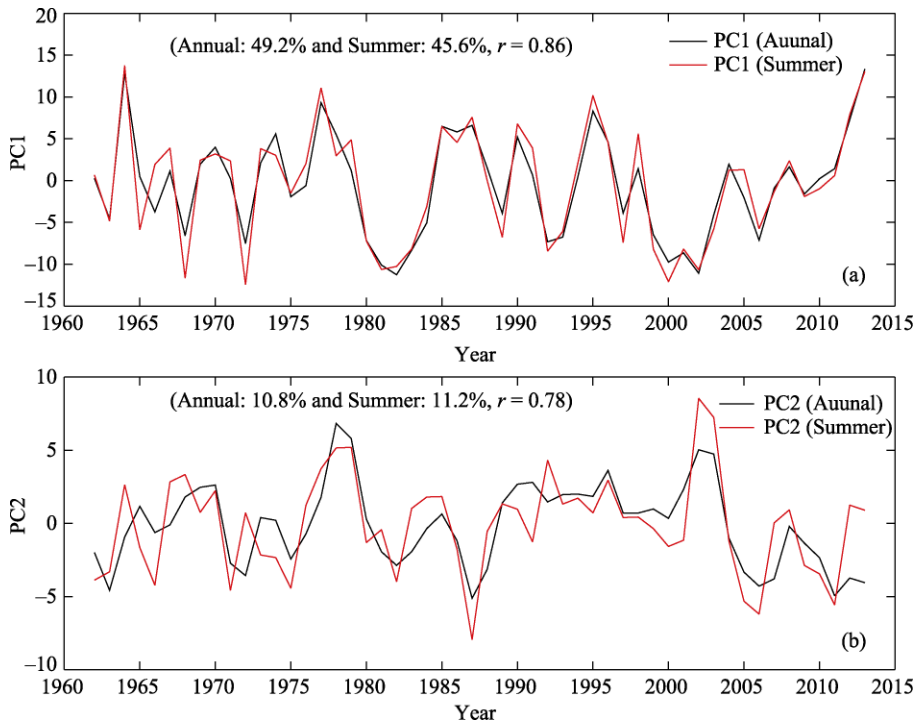 20
15
10
5
0
−5
−10
−15
PC1
(Annual: 49.2% and Summer: 45.6%, r = 0.86)
PC1 (Auunal)
PC1 (Summer)
(a)
1960 1965 1970 1975 1980 1985 1990 1995 2000 2005 2010 2015
Year
10
5
0
−5
−10
PC2
(Annual: 10.8% and Summer: 11.2%, r = 0.78)
PC2 (Auunal)
PC2 (Summer)
(b)
1960 1965 1970 1975 1980 1985 1990 1995 2000 2005 2010 2015
Year